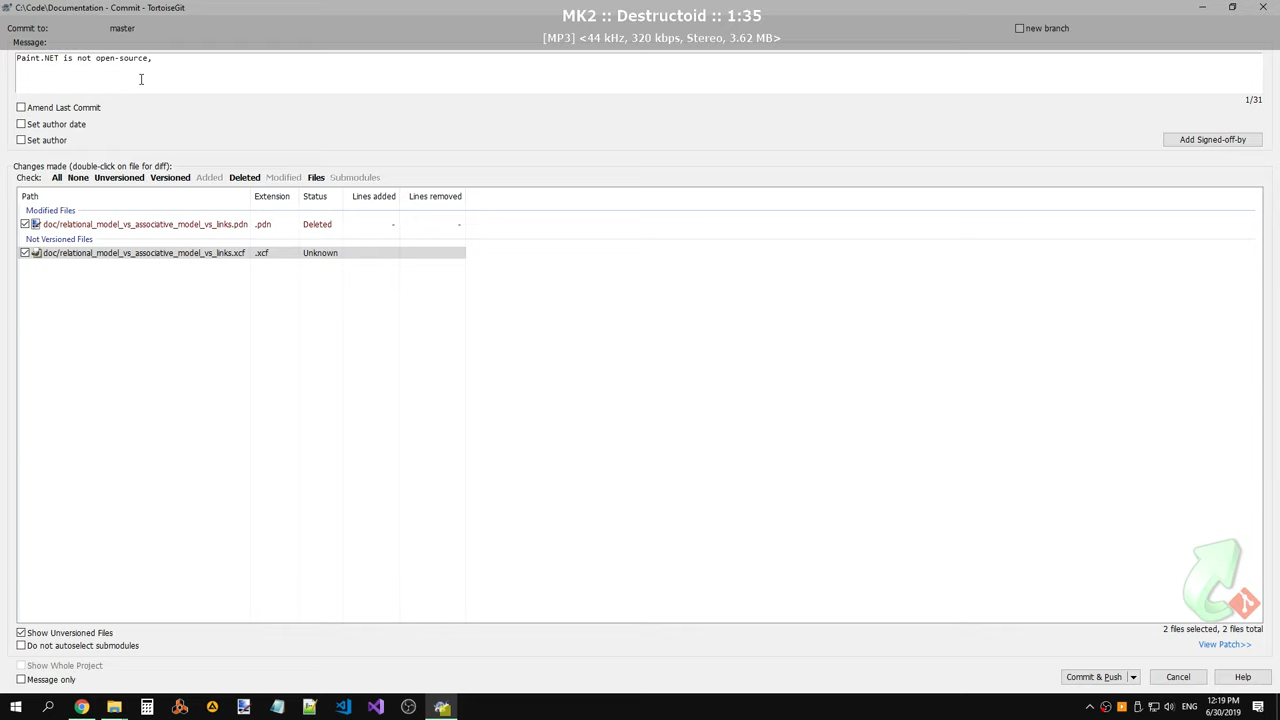 C:\Code\Documentation - Commit - TortoiseGit
MK2 :: Destructoid :: 1:35
[MP3] <44 kHz, 320 kbps, Stereo, 3.62 MB>
Commit to: master
new branch
Message:
Paint.NET is not open-source,
1/31
Amend Last Commit
Set author date
Set author
Add Signed-off-by
Changes made (double-click on file for diff):
Check: All None Unversioned Versioned Added Deleted Modified Files Submodules
Path Extension Status Lines added Lines removed
Modified Files
doc/relational_model_vs_associative_model_vs_links.pdn .pdn Deleted - -
Not Versioned Files
doc/relational_model_vs_associative_model_vs_links.xcf .xcf Unknown
Show Unversioned Files
2 files selected, 2 files total
Do not autoselect submodules
View Patch>>
Show Whole Project
Message only
Commit & Push
Cancel
Help
ENG
12:19 PM
6/30/2019